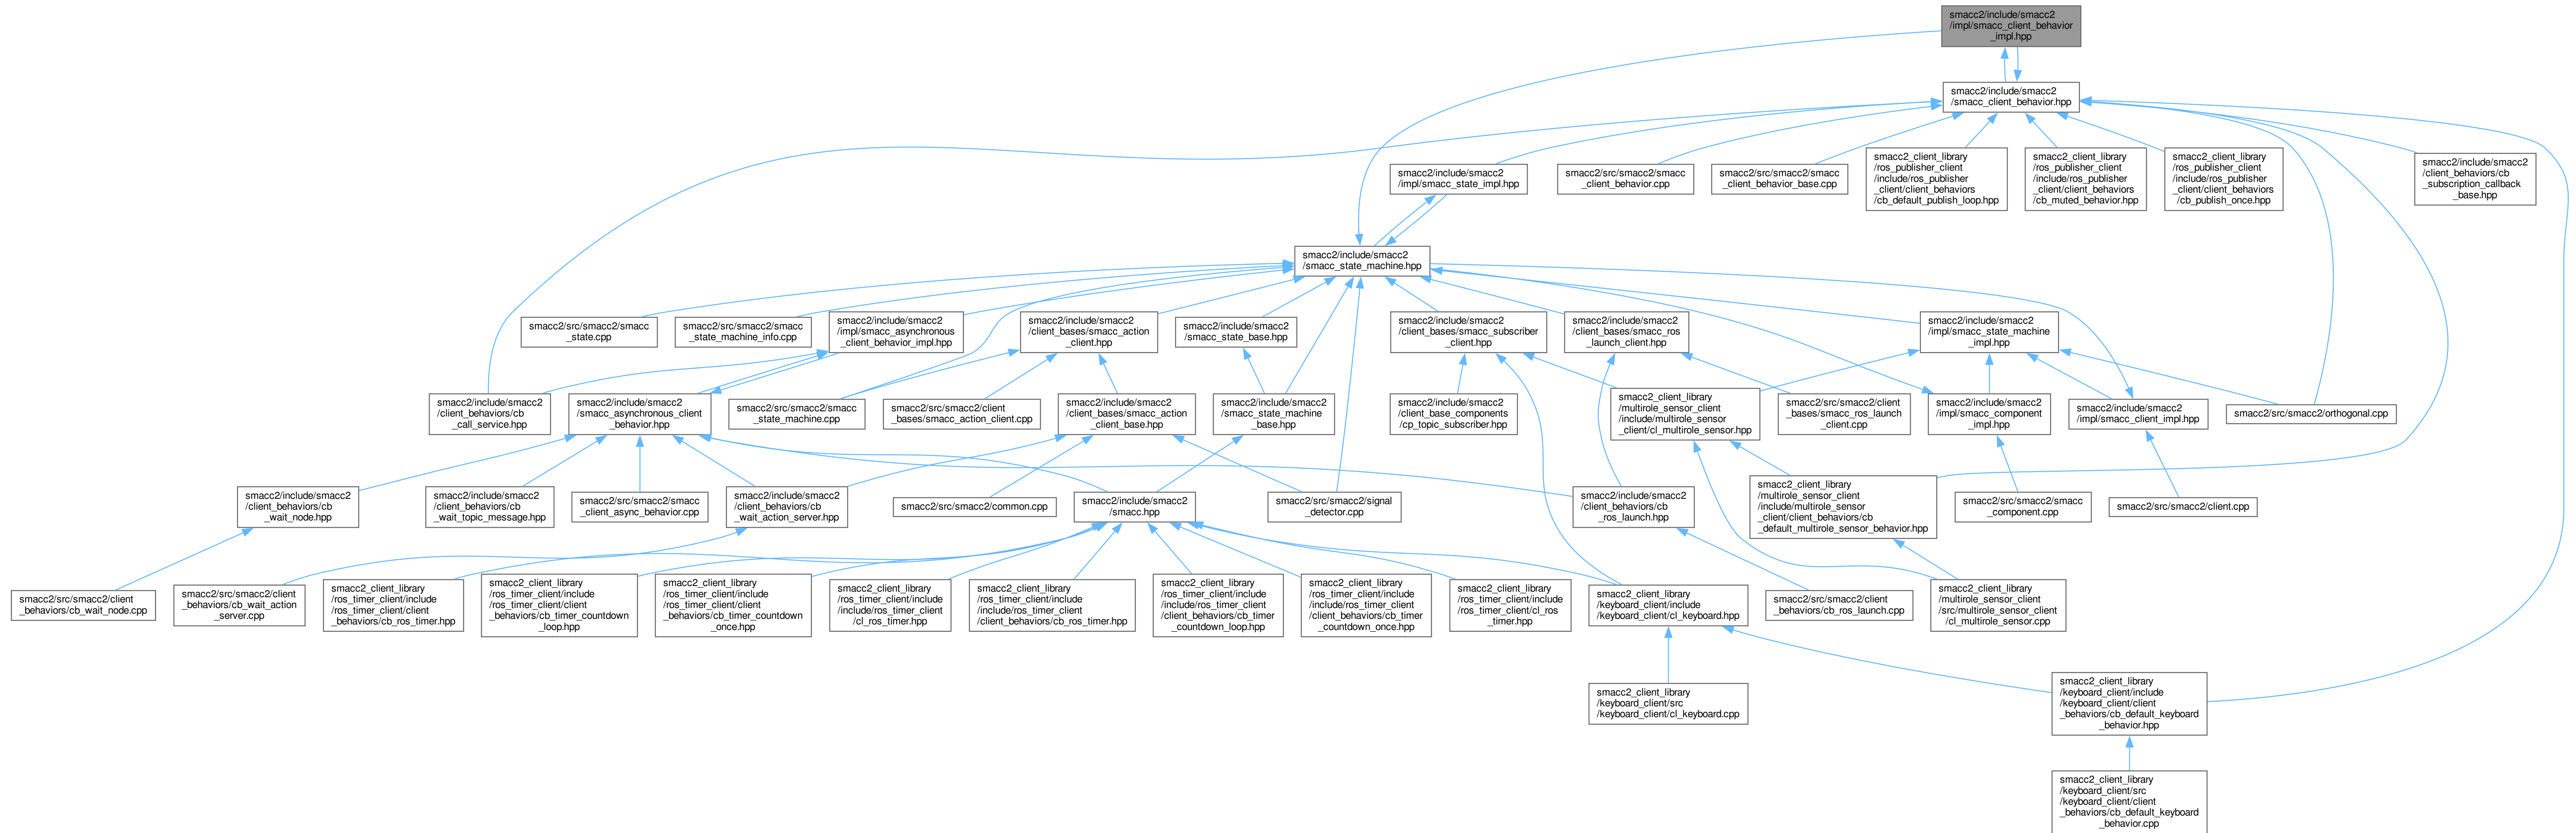 smacc2/include/smacc2
/impl/smacc_client_behavior
_impl.hpp
smacc2/include/smacc2
/smacc_client_behavior.hpp
smacc2/include/smacc2
/impl/smacc_state_impl.hpp
smacc2/src/smacc2/smacc
_client_behavior.cpp
smacc2/src/smacc2/smacc
_client_behavior_base.cpp
smacc2_client_library
/ros_publisher_client
/include/ros_publisher
_client/client_behaviors
/cb_default_publish_loop.hpp
smacc2_client_library
/ros_publisher_client
/include/ros_publisher
_client/client_behaviors
/cb_muted_behavior.hpp
smacc2_client_library
/ros_publisher_client
/include/ros_publisher
_client/client_behaviors
/cb_publish_once.hpp
smacc2/include/smacc2
/client_behaviors/cb
_subscription_callback
_base.hpp
smacc2/include/smacc2
/smacc_state_machine.hpp
smacc2/src/smacc2/smacc
_state.cpp
smacc2/src/smacc2/smacc
_state_machine_info.cpp
smacc2/include/smacc2
/impl/smacc_asynchronous
_client_behavior_impl.hpp
smacc2/include/smacc2
/client_bases/smacc_action
_client.hpp
smacc2/include/smacc2
/smacc_state_base.hpp
smacc2/include/smacc2
/client_bases/smacc_subscriber
_client.hpp
smacc2/include/smacc2
/client_bases/smacc_ros
_launch_client.hpp
smacc2/include/smacc2
/impl/smacc_state_machine
_impl.hpp
smacc2/include/smacc2
/client_behaviors/cb
_call_service.hpp
smacc2/include/smacc2
/smacc_asynchronous_client
_behavior.hpp
smacc2/src/smacc2/smacc
_state_machine.cpp
smacc2/src/smacc2/client
_bases/smacc_action_client.cpp
smacc2/include/smacc2
/client_bases/smacc_action
_client_base.hpp
smacc2/include/smacc2
/smacc_state_machine
_base.hpp
smacc2/include/smacc2
/client_base_components
/cp_topic_subscriber.hpp
smacc2_client_library
/multirole_sensor_client
/include/multirole_sensor
_client/cl_multirole_sensor.hpp
smacc2/src/smacc2/client
_bases/smacc_ros_launch
_client.cpp
smacc2/include/smacc2
/impl/smacc_component
_impl.hpp
smacc2/include/smacc2
/impl/smacc_client_impl.hpp
smacc2/src/smacc2/orthogonal.cpp
smacc2/include/smacc2
/client_behaviors/cb
_wait_node.hpp
smacc2/include/smacc2
/client_behaviors/cb
_wait_topic_message.hpp
smacc2/src/smacc2/smacc
_client_async_behavior.cpp
smacc2/include/smacc2
/client_behaviors/cb
_wait_action_server.hpp
smacc2/src/smacc2/common.cpp
smacc2/include/smacc2
/smacc.hpp
smacc2/src/smacc2/signal
_detector.cpp
smacc2/include/smacc2
/client_behaviors/cb
_ros_launch.hpp
smacc2_client_library
/multirole_sensor_client
/include/multirole_sensor
_client/client_behaviors/cb
_default_multirole_sensor_behavior.hpp
smacc2/src/smacc2/smacc
_component.cpp
smacc2/src/smacc2/client.cpp
smacc2/src/smacc2/client
_behaviors/cb_wait_node.cpp
smacc2/src/smacc2/client
_behaviors/cb_wait_action
_server.cpp
smacc2_client_library
/ros_timer_client/include
/ros_timer_client/client
_behaviors/cb_ros_timer.hpp
smacc2_client_library
/ros_timer_client/include
/ros_timer_client/client
_behaviors/cb_timer_countdown
_loop.hpp
smacc2_client_library
/ros_timer_client/include
/ros_timer_client/client
_behaviors/cb_timer_countdown
_once.hpp
smacc2_client_library
/ros_timer_client/include
include/ros_timer_client
/cl_ros_timer.hpp
smacc2_client_library
/ros_timer_client/include
include/ros_timer_client
/client_behaviors/cb_ros_timer.hpp
smacc2_client_library
/ros_timer_client/include
include/ros_timer_client
/client_behaviors/cb_timer
_countdown_loop.hpp
smacc2_client_library
/ros_timer_client/include
include/ros_timer_client
/client_behaviors/cb_timer
_countdown_once.hpp
smacc2_client_library
/ros_timer_client/include
/ros_timer_client/cl_ros
_timer.hpp
smacc2_client_library
/keyboard_client/include
/keyboard_client/cl_keyboard.hpp
smacc2/src/smacc2/client
_behaviors/cb_ros_launch.cpp
smacc2_client_library
/multirole_sensor_client
/src/multirole_sensor_client
/cl_multirole_sensor.cpp
smacc2_client_library
/keyboard_client/src
/keyboard_client/cl_keyboard.cpp
smacc2_client_library
/keyboard_client/include
/keyboard_client/client
_behaviors/cb_default_keyboard
_behavior.hpp
smacc2_client_library
/keyboard_client/src
/keyboard_client/client
_behaviors/cb_default_keyboard
_behavior.cpp